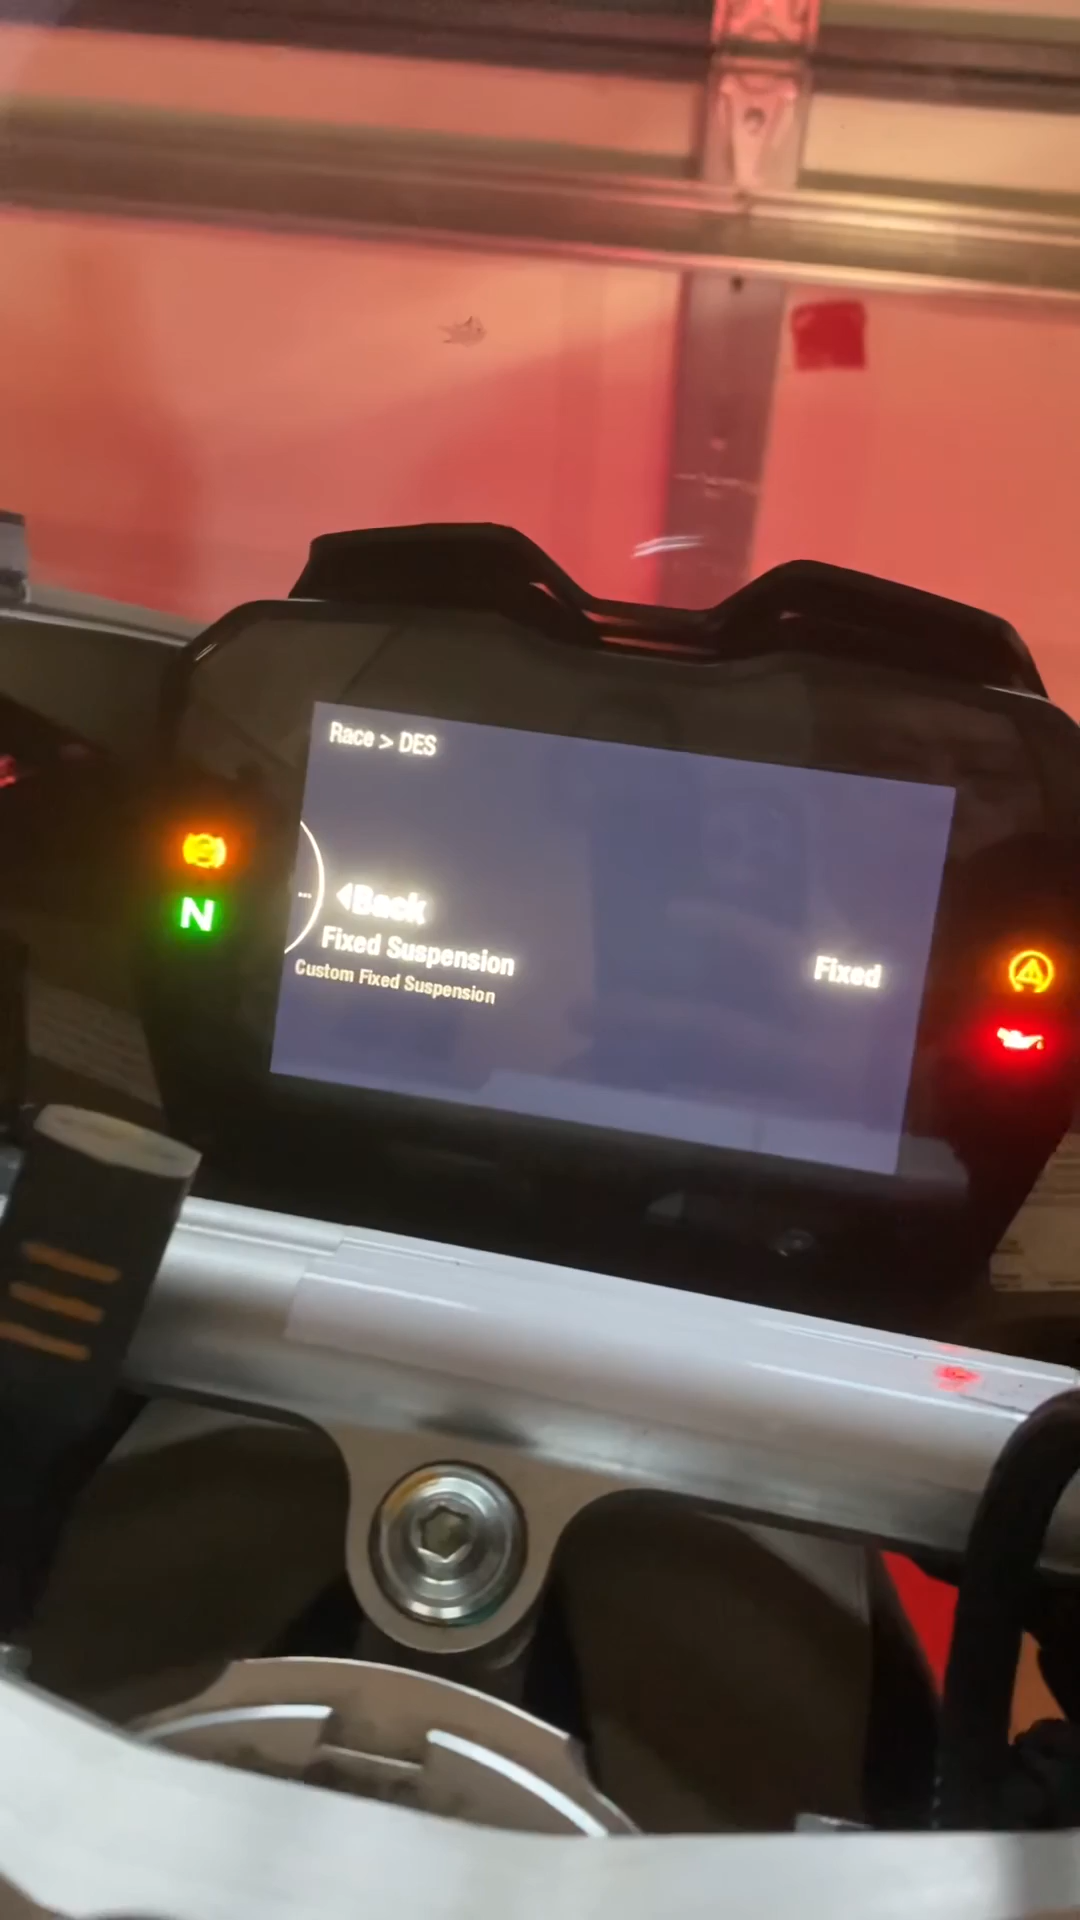 Race > DES
◀Back
Fixed Suspension Fixed
Custom Fixed Suspension
N